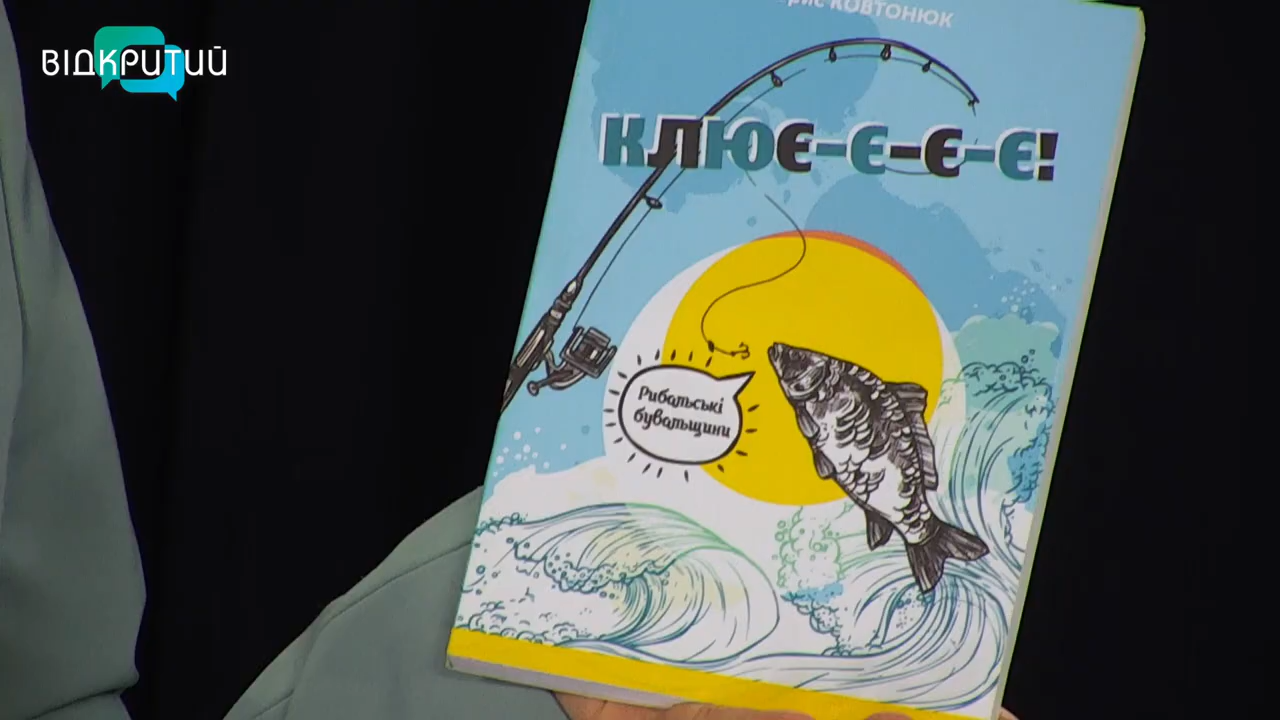 ВІДКРИТИЙ
КОВТОНЮК
КЛЮЄ-Є-Є-Є!
Рибальські
бувальщини